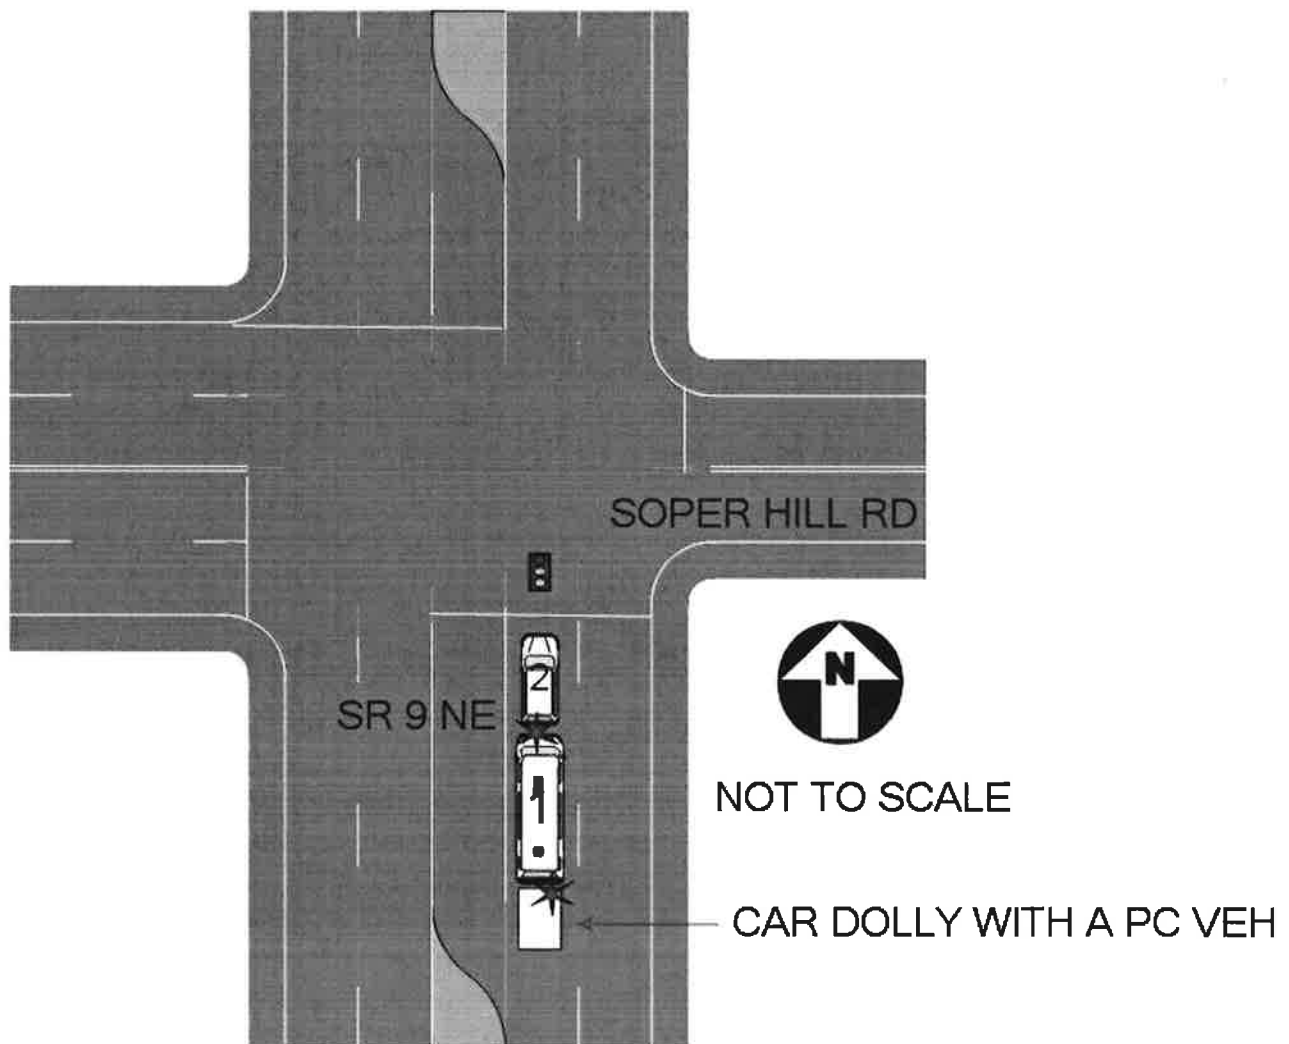 SOPER HILL RD
2
SR 9 NE
N
1
NOT TO SCALE
CAR DOLLY WITH A PC VEH